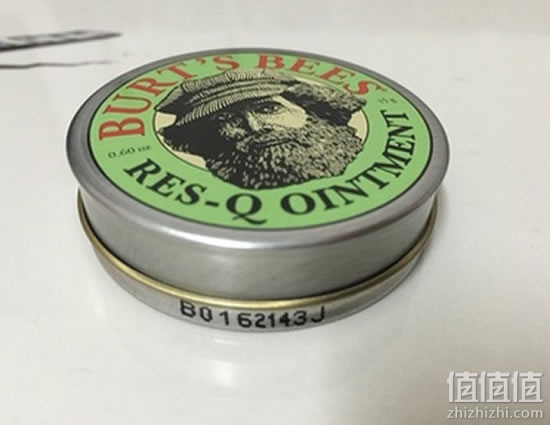 BURT'S BEES
0.60 oz
15 g
RES-Q OINTMENT
B0162143J
值值值
zhizhizhi.com